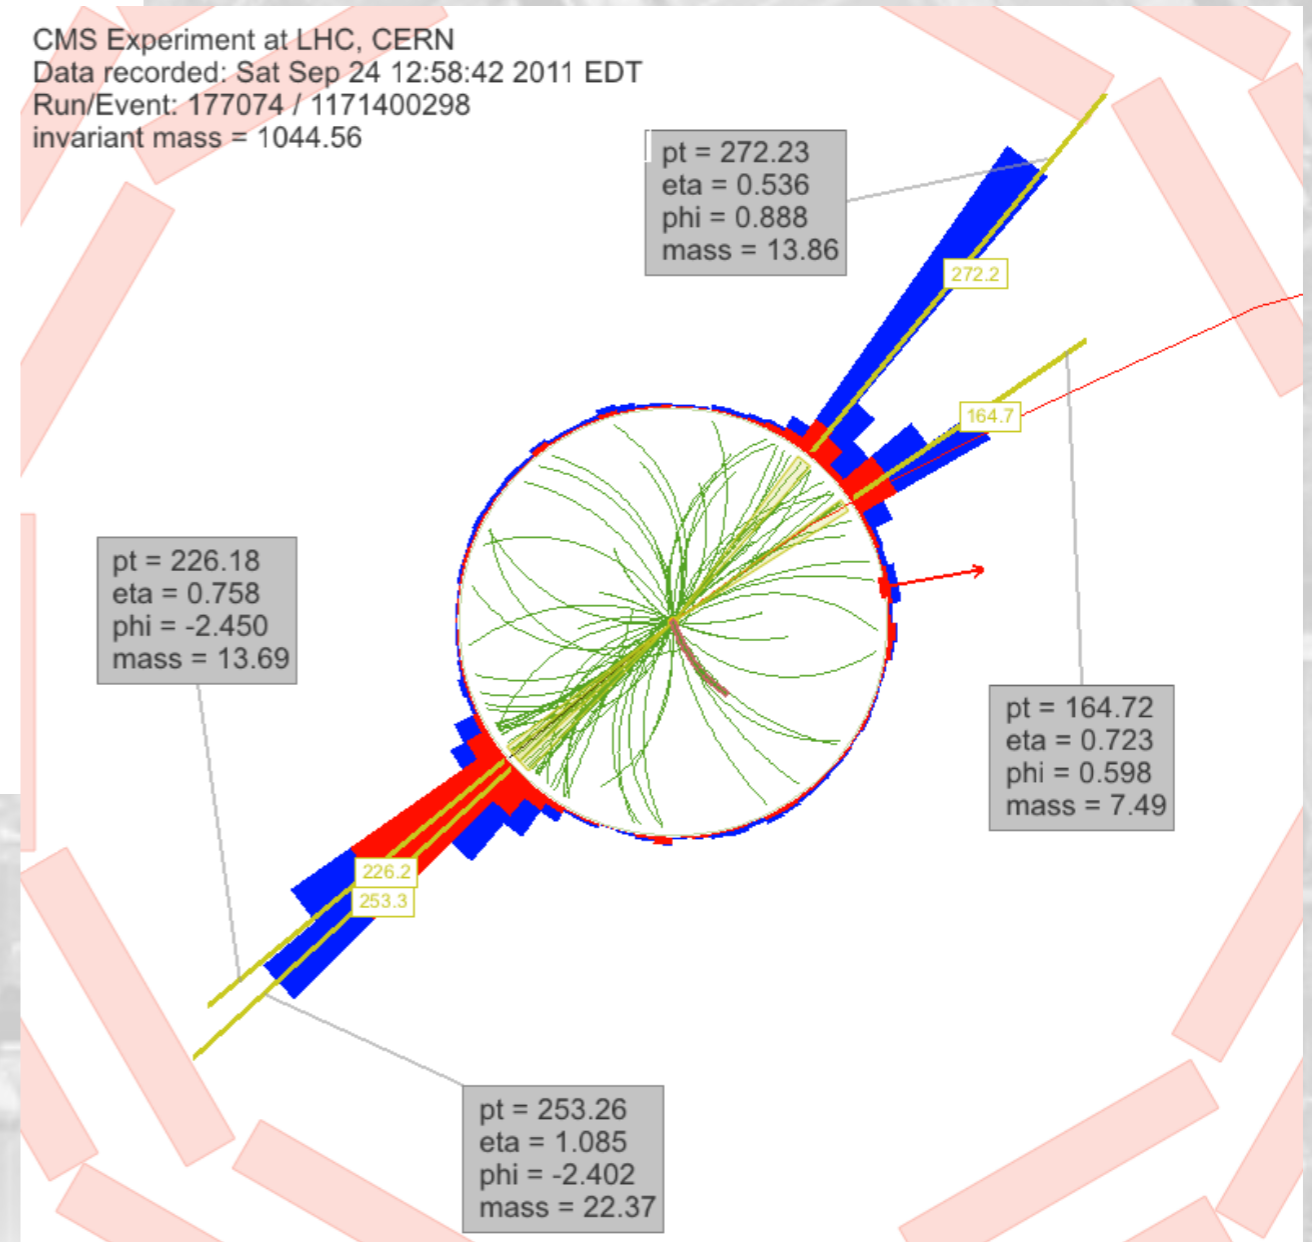 CMS Experiment at LHC, CERN
Data recorded: Sat Sep 24 12:58:42 2011 EDT
Run/Event: 177074 / 1171400298
invariant mass = 1044.56
pt = 272.23
eta = 0.536
phi = 0.888
mass = 13.86
272.2
164.7
pt = 226.18
eta = 0.758
phi = -2.450
mass = 13.69
pt = 164.72
eta = 0.723
phi = 0.598
mass = 7.49
226.2
253.3
pt = 253.26
eta = 1.085
phi = -2.402
mass = 22.37